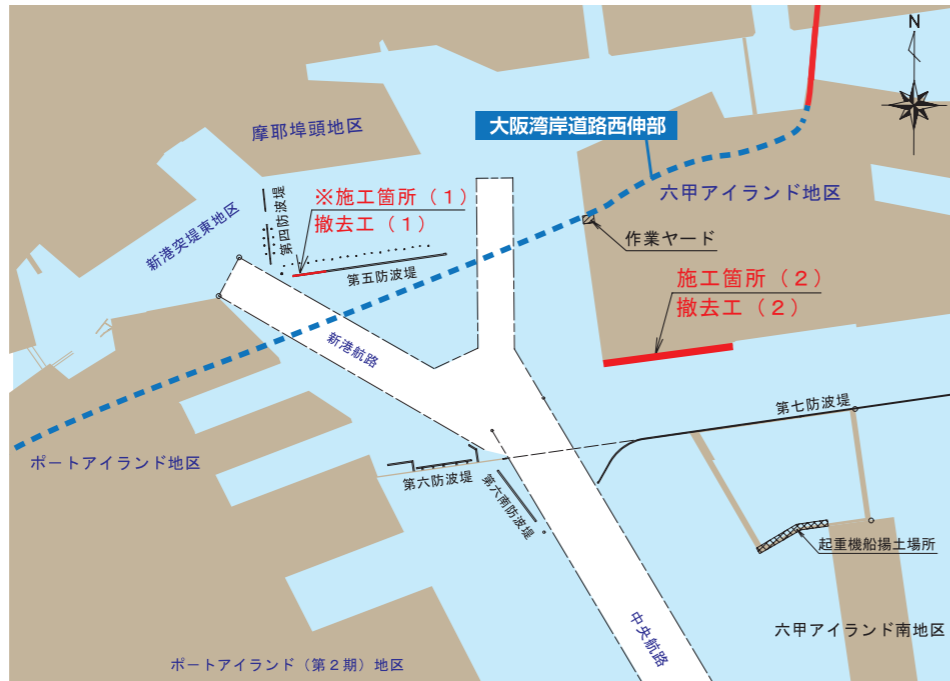 N
摩耶埠頭地区
大阪湾岸道路西伸部
※施工箇所（１）
撤去工（１）
第四防波堤
六甲アイランド地区
新港突堤東地区
作業ヤード
第五防波堤
施工箇所（２）
撤去工（２）
新港航路
第七防波堤
ポートアイランド地区
第六防波堤
第六南防波堤
起重機船揚土場所
中央航路
六甲アイランド南地区
ポートアイランド（第２期）地区